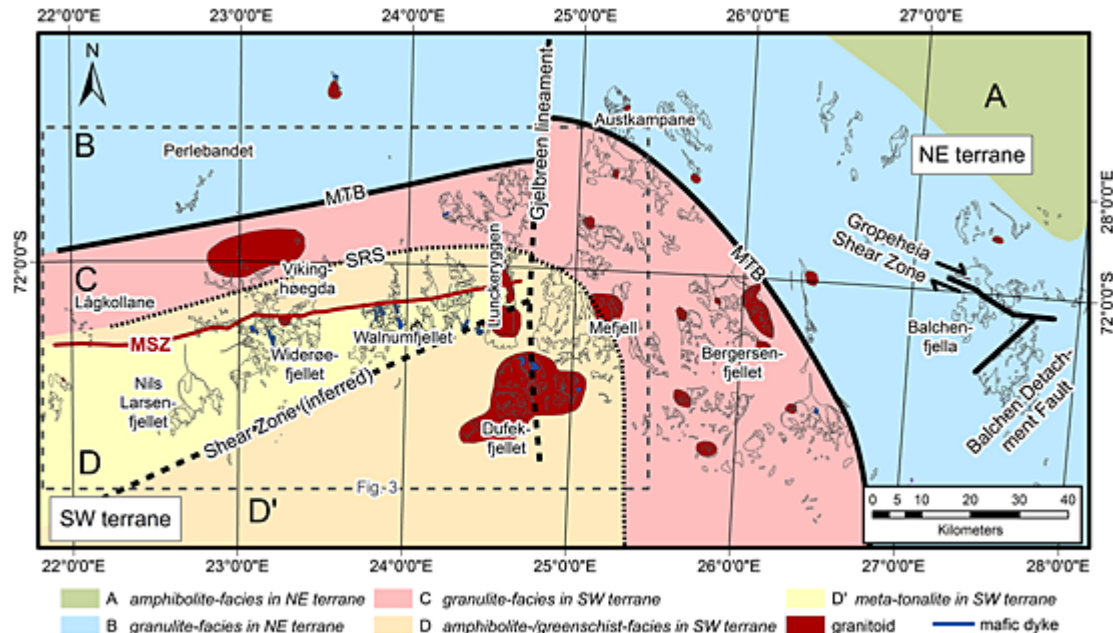 22°0'0"E 23°0'0"E 24°0'0"E 25°0'0"E 26°0'0"E 27°0'0"E
N
A
Austkampane
B
Perlebandet
NE terrane
Gjelbreen lineament
MTB
28°0'0"E
Gropeheia
Shear Zone
72°0'0"S
SRS
MTB
C
Viking-
høegda
Lunckeryggen
Lågkollane
72°0'0"S
Mefjell
MSZ
Widerøe-
fjellet
Walnumfjellet
Balchen-
fjella
Bergersen-
fjellet
Nils
Larsen-
fjellet
Shear Zone (inferred)
Balchen Detach-
ment Fault
Dufek-
fjellet
D
Fig. 3
D'
SW terrane
0 5 10 20 30 40
Kilometers
22°0'0"E 23°0'0"E 24°0'0"E 25°0'0"E 26°0'0"E 27°0'0"E 28°0'0"E
A amphibolite-facies in NE terrane C granulite-facies in SW terrane D' meta-tonalite in SW terrane
B granulite-facies in NE terrane D amphibolite-/greenschist-facies in SW terrane granitoid mafic dyke